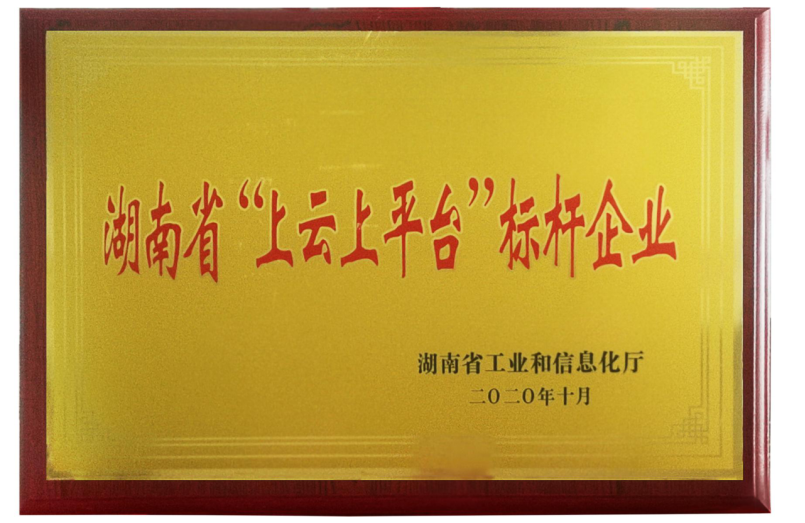 湖南省“上云上平台”标杆企业
湖南省工业和信息化厅
二〇二〇年十月